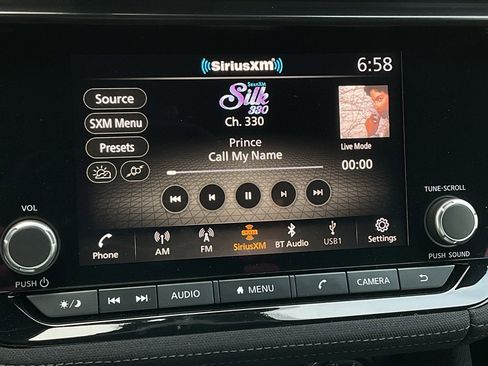 ((SiriusXM))
6:58
Source
SXM Menu
Presets
SiriusXM
Silk
330
Ch. 330
Prince
Call My Name
Live Mode
00:00
VOL
PUSH
TUNE·SCROLL
PUSH SOUND
Phone
AM
FM
SiriusXM
BT Audio
USB1
Settings
AUDIO
MENU
CAMERA